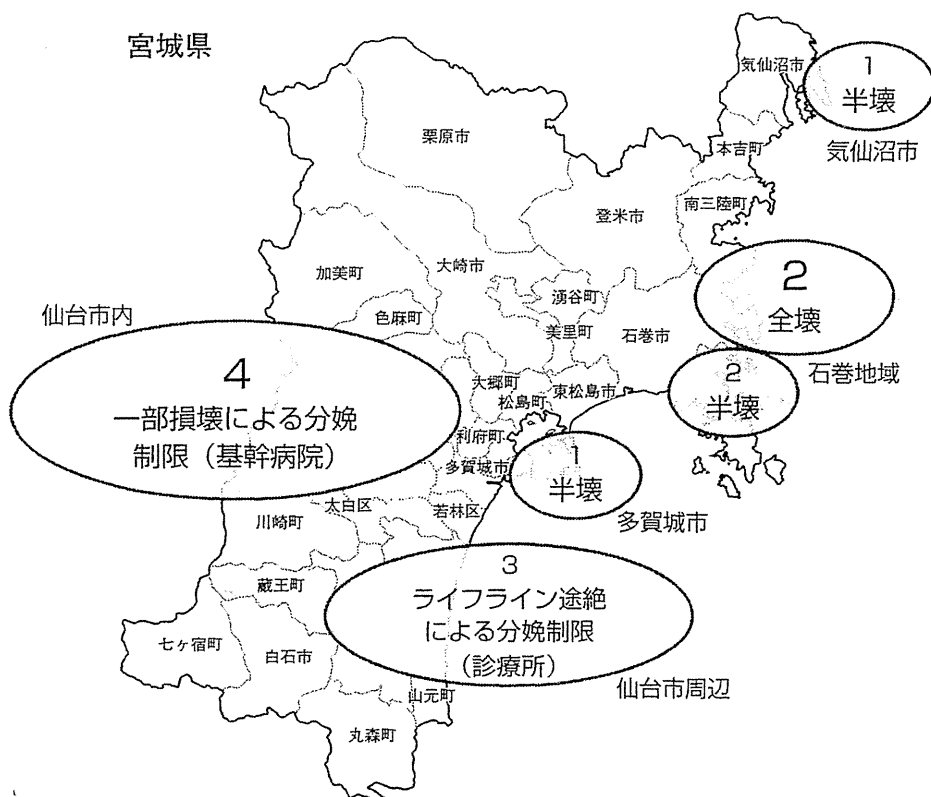 宮城県
気仙沼市
1
半壊
気仙沼市
栗原市
本吉町
登米市
南三陸町
加美町
大崎市
涌谷町
2
全壊
石巻地域
色麻町
美里町
石巻市
仙台市内
4
一部損壊による分娩
制限（基幹病院）
大郷町
松島町
東松島市
2
半壊
利府町
多賀城市
1
半壊
多賀城市
川崎町
太白区
若林区
3
ライフライン途絶
による分娩制限
（診療所）
仙台市周辺
蔵王町
七ヶ宿町
白石市
山元町
丸森町